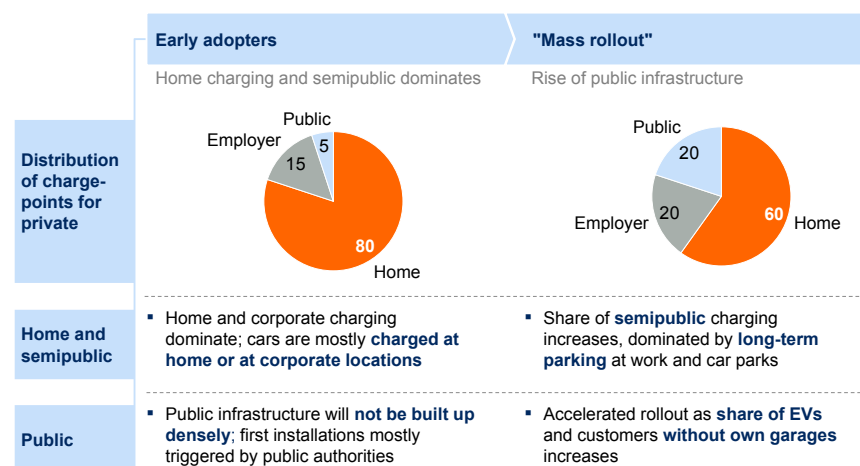 Early adopters
"Mass rollout"
Home charging and semipublic dominates
Rise of public infrastructure
Distribution
of charge-
points for
private
Public
Employer
5
15
80
Home
Public
20
Employer
20
60
Home
Home and
semipublic
▪ Home and corporate charging
dominate; cars are mostly charged at
home or at corporate locations
▪ Share of semipublic charging
increases, dominated by long-term
parking at work and car parks
Public
▪ Public infrastructure will not be built up
densely; first installations mostly
triggered by public authorities
▪ Accelerated rollout as share of EVs
and customers without own garages
increases